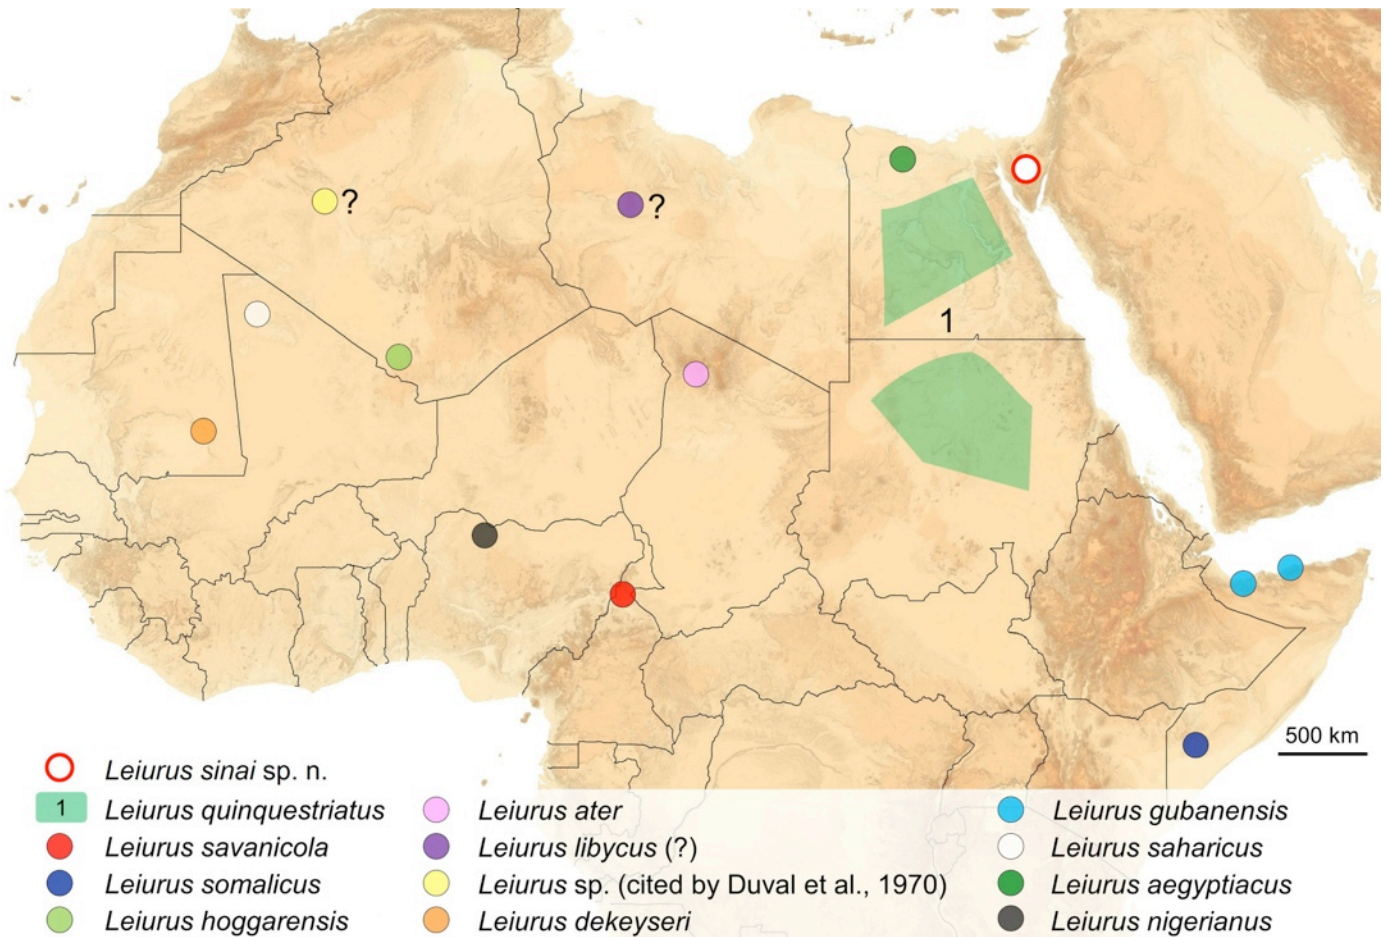 ?
?
1
500 km
Leiurus sinai sp. n.
1 Leiurus quinquestriatus
Leiurus savanicola
Leiurus somalicus
Leiurus hoggarensis
Leiurus ater
Leiurus libycus (?)
Leiurus sp. (cited by Duval et al., 1970)
Leiurus dekeyseri
Leiurus gubanensis
Leiurus saharicus
Leiurus aegyptiacus
Leiurus nigerianus